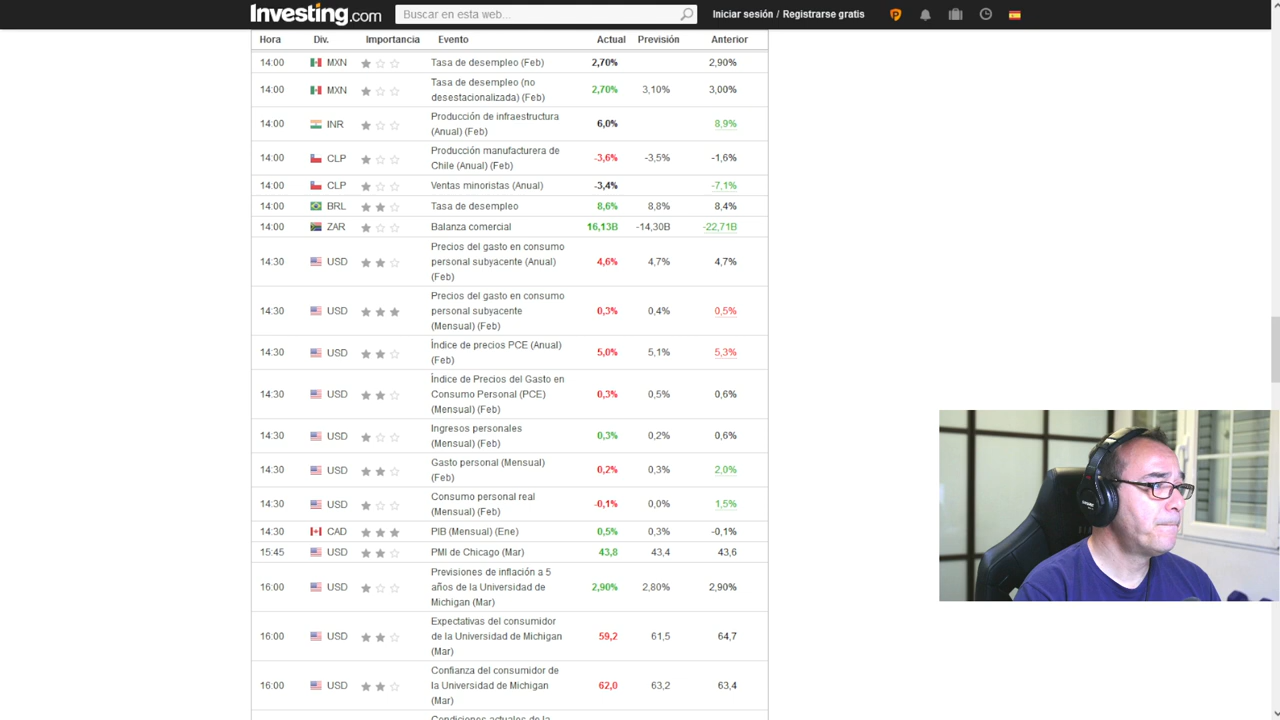 Investing.com
Buscar en esta web...
Iniciar sesión / Registrarse gratis
Hora Div. Importancia Evento Actual Previsión Anterior
14:00 MXN Tasa de desempleo (Feb) 2,70% 2,90%
14:00 MXN Tasa de desempleo (no
desestacionalizada) (Feb) 2,70% 3,10% 3,00%
14:00 INR Producción de infraestructura
(Anual) (Feb) 6,0% 8,9%
14:00 CLP Producción manufacturera de
Chile (Anual) (Feb) -3,6% -3,5% -1,6%
14:00 CLP Ventas minoristas (Anual) -3,4% -7,1%
14:00 BRL Tasa de desempleo 8,6% 8,8% 8,4%
14:00 ZAR Balanza comercial 16,13B -14,30B -22,71B
Precios del gasto en consumo
14:30 USD personal subyacente (Anual) 4,6% 4,7% 4,7%
(Feb)
Precios del gasto en consumo
14:30 USD personal subyacente 0,3% 0,4% 0,5%
(Mensual) (Feb)
14:30 USD Índice de precios PCE (Anual)
(Feb) 5,0% 5,1% 5,3%
Índice de Precios del Gasto en
14:30 USD Consumo Personal (PCE) 0,3% 0,5% 0,6%
(Mensual) (Feb)
14:30 USD Ingresos personales
(Mensual) (Feb) 0,3% 0,2% 0,6%
14:30 USD Gasto personal (Mensual)
(Feb) 0,2% 0,3% 2,0%
14:30 USD Consumo personal real
(Mensual) (Feb) -0,1% 0,0% 1,5%
14:30 CAD PIB (Mensual) (Ene) 0,5% 0,3% -0,1%
15:45 USD PMI de Chicago (Mar) 43,8 43,4 43,6
Previsiones de inflación a 5
16:00 USD años de la Universidad de 2,90% 2,80% 2,90%
Michigan (Mar)
Expectativas del consumidor
16:00 USD de la Universidad de Michigan 59,2 61,5 64,7
(Mar)
Confianza del consumidor de
16:00 USD la Universidad de Michigan 62,0 63,2 63,4
(Mar)
Condiciones actuales de la